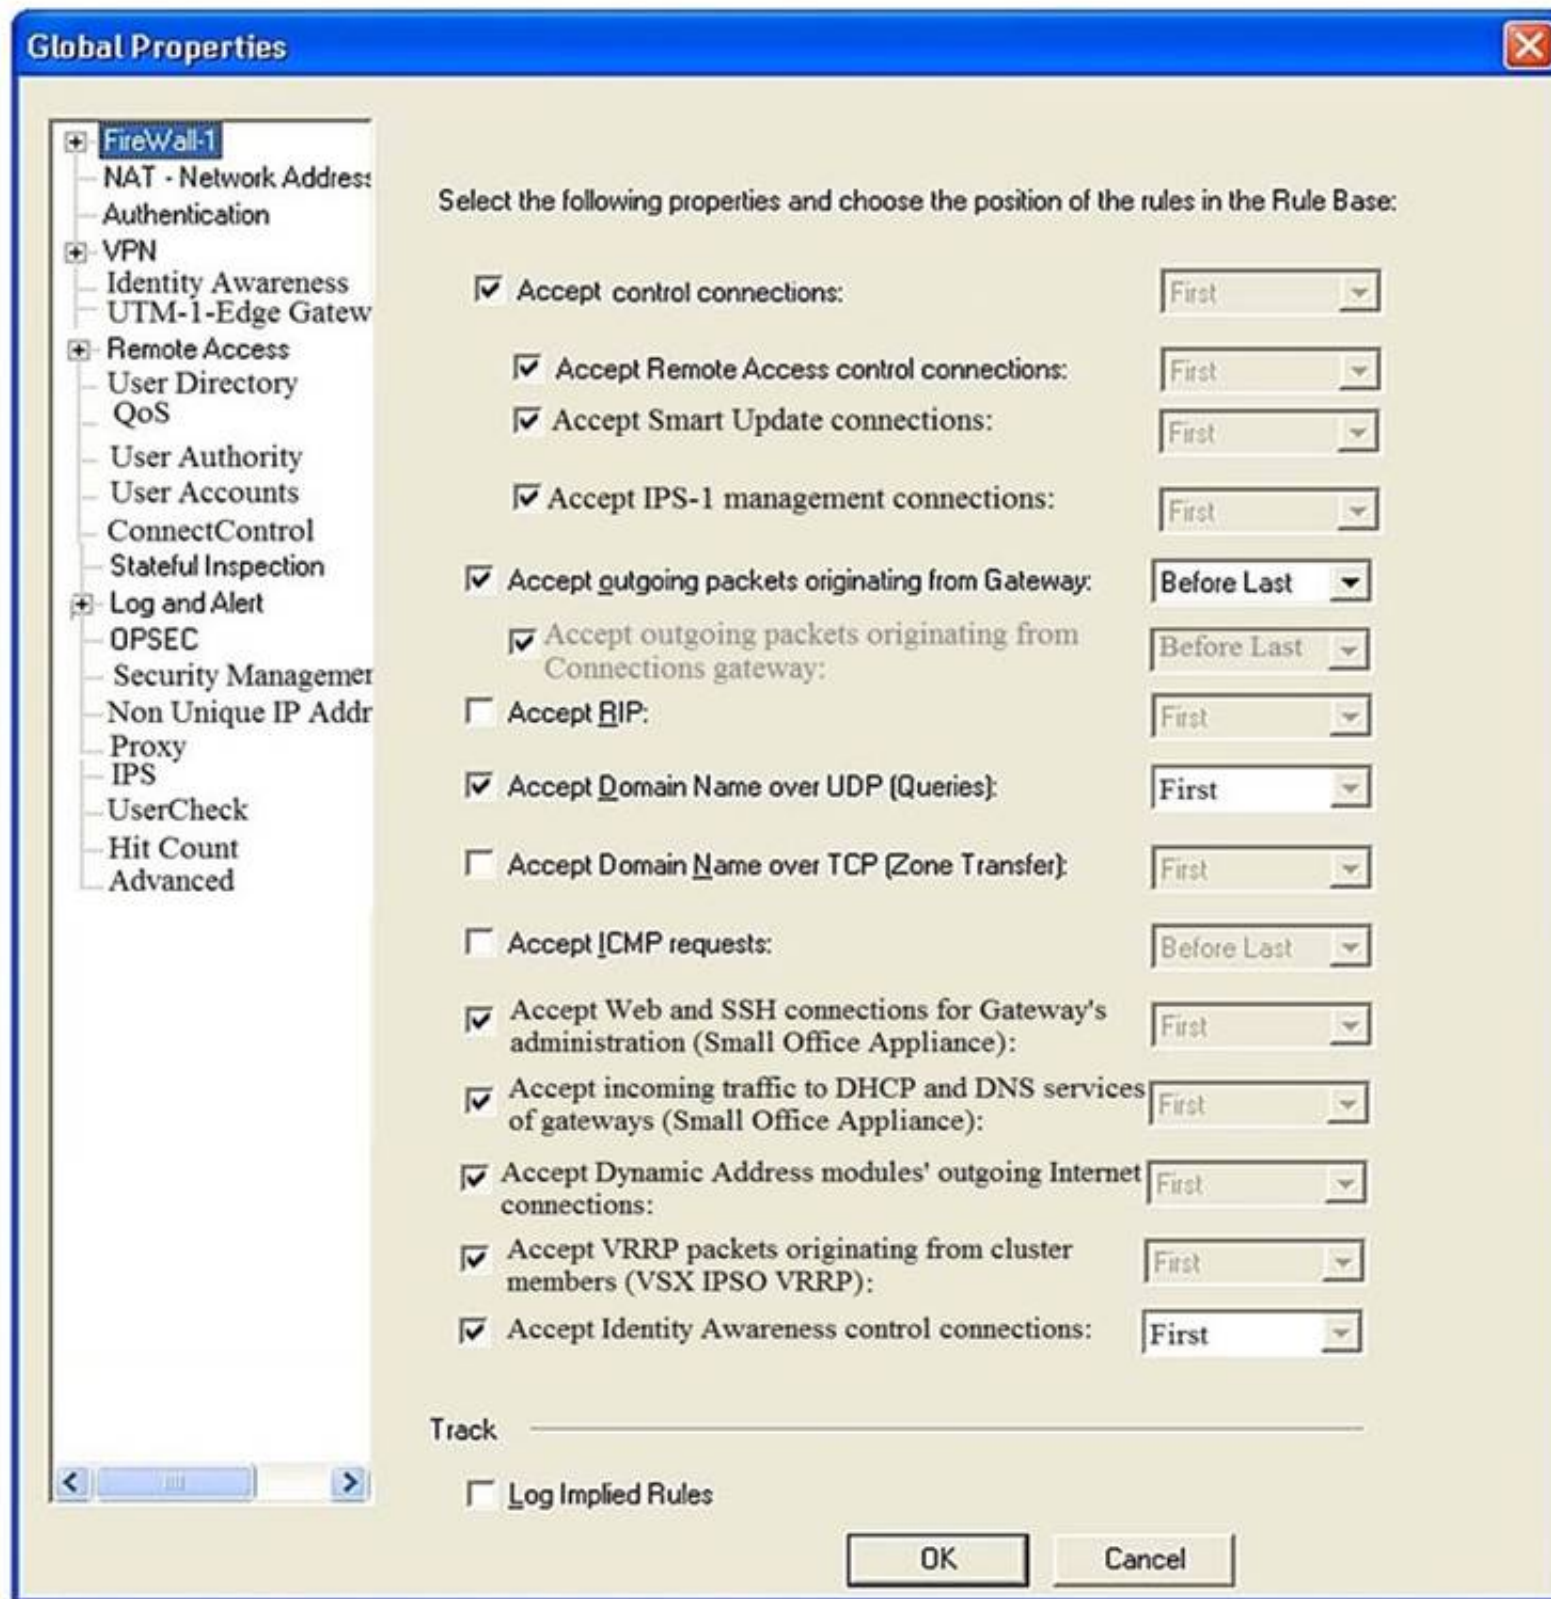 Global Properties
FireWall-1
NAT - Network Address
Authentication
VPN
Identity Awareness
UTM-1-Edge Gatew
Remote Access
User Directory
QoS
User Authority
User Accounts
ConnectControl
Stateful Inspection
Log and Alert
OPSEC
Security Managemer
Non Unique IP Addr
Proxy
IPS
UserCheck
Hit Count
Advanced
Select the following properties and choose the position of the rules in the Rule Base:
Accept control connections: First
Accept Remote Access control connections: First
Accept Smart Update connections: First
Accept IPS-1 management connections: First
Accept outgoing packets originating from Gateway: Before Last
Accept outgoing packets originating from
Connections gateway: Before Last
Accept RIP: First
Accept Domain Name over UDP (Queries): First
Accept Domain Name over TCP (Zone Transfer): First
Accept ICMP requests: Before Last
Accept Web and SSH connections for Gateway's
administration (Small Office Appliance): First
Accept incoming traffic to DHCP and DNS services
of gateways (Small Office Appliance): First
Accept Dynamic Address modules' outgoing Internet
connections: First
Accept VRRP packets originating from cluster
members (VSX IPSO VRRP): First
Accept Identity Awareness control connections: First
Track
Log Implied Rules
OK Cancel